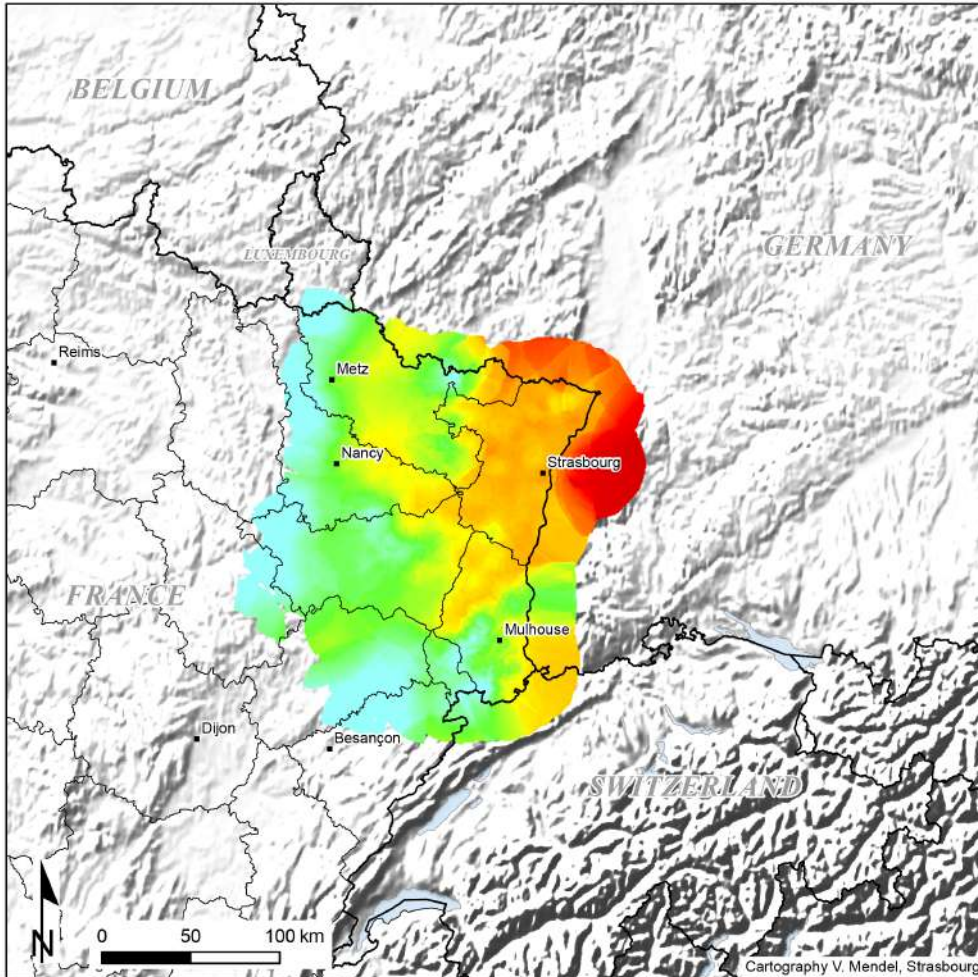 BELGIUM
GERMANY
LUXEMBOURG
Reims
Metz
Nancy
Strasbourg
FRANCE
Mulhouse
Dijon
Besançon
SWITZERLAND
N
0 50 100 km
Cartography V, Mendel, Strasbourg